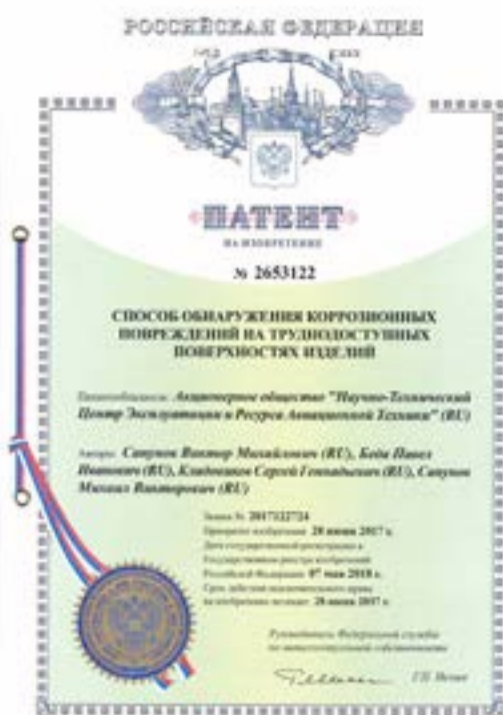 РОССИЙСКАЯ ФЕДЕРАЦИЯ
ПАТЕНТ
НА ИЗОБРЕТЕНИЕ
№ 2653122
СПОСОБ ОБНАРУЖЕНИЯ КОРРОЗИОННЫХ
ПОВРЕЖДЕНИЙ НА ТРУДНОДОСТУПНЫХ
ПОВЕРХНОСТЯХ ИЗДЕЛИЙ
Патентообладатель: Акционерное общество "Научно-Технический
Центр Эксплуатации и Ресурса Авиационной Техники" (RU)
Авторы: Сапунов Виктор Михайлович (RU), Беда Павел
Иванович (RU), Кладовиков Сергей Геннадьевич (RU), Сапунов
Михаил Викторович (RU)
Заявка № 2017122724
Приоритет изобретения 28 июня 2017 г.
Дата государственной регистрации в
Государственном реестре изобретений
Российской Федерации 07 мая 2018 г.
Срок действия исключительного права
на изобретение истекает 28 июня 2037 г.
Руководитель Федеральной службы
по интеллектуальной собственности
Г.П. Ивлиев